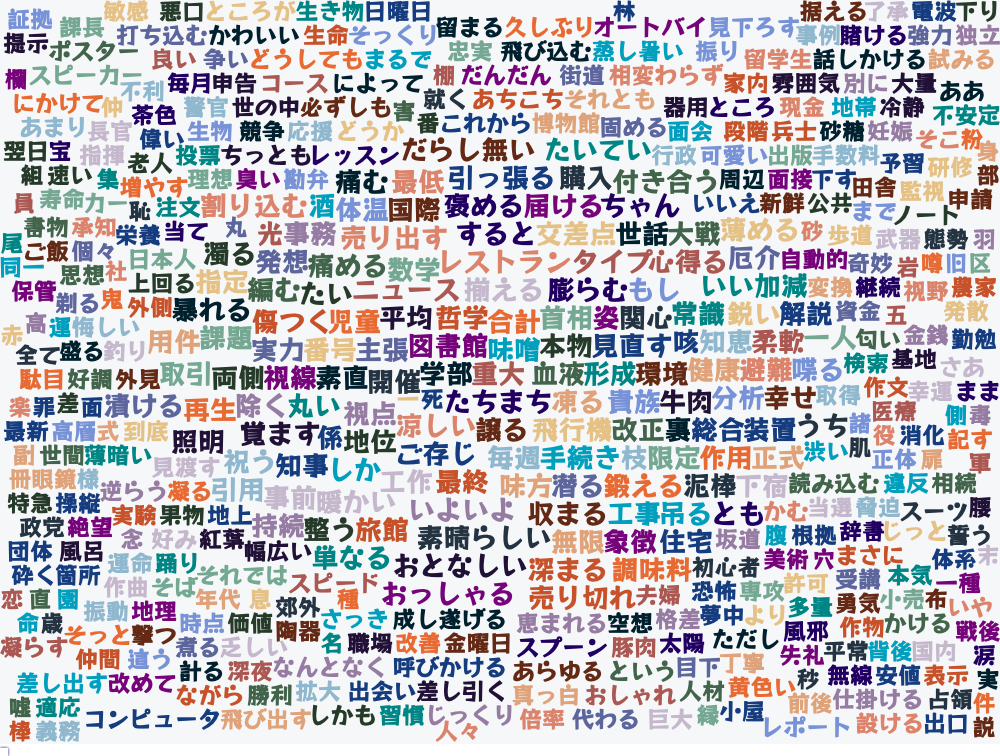 証拠 課長 敏感 悪口 ところが 生き物 日曜日 林 据える 了承 電波 下り
打ち込む かわいい 生命 そっくり 留まる 久しぶり オートバイ 見下ろす 事例 賭ける 強力 独立
提示 ポスター 良い 争い どうしても まるで 忠実 飛び込む 蒸し暑い 振り 留学生 話しかける 試みる
欄 スピーカー 不利 毎月 申告 コース によって 棚 だんだん 街道 相変わらず 家内 雰囲気 別に 大量 ああ
にかけて 仲 茶色 警官 世の中 必ずしも 害 就く あちこち それとも 器用 ところ 現金 地帯 冷静 不安定
あまり 長官 偉い 生物 競争 応援 どうか 番 これから 博物館 固める 面会 段階 兵士 砂糖 妊娠 そこ 粉 身
翌日 宝 指揮 老人 投票 ちっとも レッスン だらし無い たいてい 行政 可愛い 出版 手数料 予習 研修 部
組 速い 集 増やす 理想 臭い 勘弁 痛む 最低 引っ張る 購入 付き合う 周辺 面接 下す 田舎 監視 申請
員 寿命 カー 恥 注文 割り込む 酒 体温 国際 褒める 届ける ちゃん いいえ 新鮮 公共 まで ノート
尾 書物 承知 栄養 当て 丸 光 事務 売り出す すると 文 差点 世話 大戦 薄める 砂 歩道 武器 態勢 羽
同一 ご飯 個々 日本人 濁る 発想 痛める 数学 レストラン タイプ 心得る 厄介 自動的 奇妙 岩 噂 旧 区
保管 思想 社 上回る 指定 編む たい ニュース 揃える 膨らむ もし いい加減 変換 継続 視野 農家
剃る 鬼 外側 暴れる 傷つく 児童 平均 哲学 合計 首相 姿 関心 常識 鋭い 解説 資金 五 発散
赤 高 運 悔しい 用件 課題 実力 番号 主張 図書館 味噌 本物 見直す 咳 知恵 柔軟 一人 匂い 金銭 勤勉
全て 盛る 釣り 取引 両側 視線 素直 開催 学部 重大 血液 形成 環境 健康 避難 喋る 検索 基地 さあ
駄目 好調 外見 再生 除く 丸い 視点 一 死 たちまち 凍る 貴族 牛肉 分析 幸せ 取得 作文 幸運 まま
楽 罪 差 面 漬ける 涼しい 譲る 飛行機 改正 裏 総合 装置 うち 諸 医療 側 毒
最新 高層 式 到底 照明 覚ます 係 地位 ご存じ 毎週 手続き 枝 限定 作用 正式 渋い 肌 役 消化 記す
副 世間 薄暗い 見渡す 祝う 知事 しか 工作 最終 味方 潜る 鍛える 泥棒 下宿 読み込む 正体 扉 違反 相続 軍
冊 眼鏡 様 逆らう 凝る 引用 事前 暖かい いよいよ 収まる 工事 吊る とも かむ 当選 脅迫 スーツ 腰
特急 操縦 実験 果物 地上 持続 整う 旅館 素晴らしい 無限 象徴 住宅 坂道 腹 根拠 辞書 じっと 誓う
政党 絶望 念 好み 紅葉 幅広い 単なる おとなしい 深まる 調味料 初心者 美術 穴 まさに 体系 末
団体 風呂 運命 踊り それでは スピード おっしゃる 売り切れ 夫婦 恐怖 専攻 許可 受講 本気 一種
砕く 箇所 作曲 そば 年代 息 種 多量 勇気 小売 布 いや
恋 直 園 振動 地理 郊外 さっき 成し遂げる 恵まれる 空想 格差 夢中 より 風邪 作物 かける 戦後
命 歳 そっと 撃つ 時点 価値 陶器 名 職場 改善 金曜日 スプーン 豚肉 太陽 ただし 失礼 平常 背後 国内 涙
凝らす 仲間 違う 煮る 乏しい 計る 深夜 なんとなく 呼びかける あらゆる という 目下 丁寧 秒 無線 安値 表示 実
差し出す 改めて ながら 勝利 拡大 出会い 差し引く 真っ白 おしゃれ 人材 黄色い 前後 仕掛ける 占領 件
嘘 適応 コンピュータ 飛び出す しかも 習慣 じっくり 倍率 代わる 巨大 縁 小屋 レポート 設ける 出口 説
棒 義務 人々